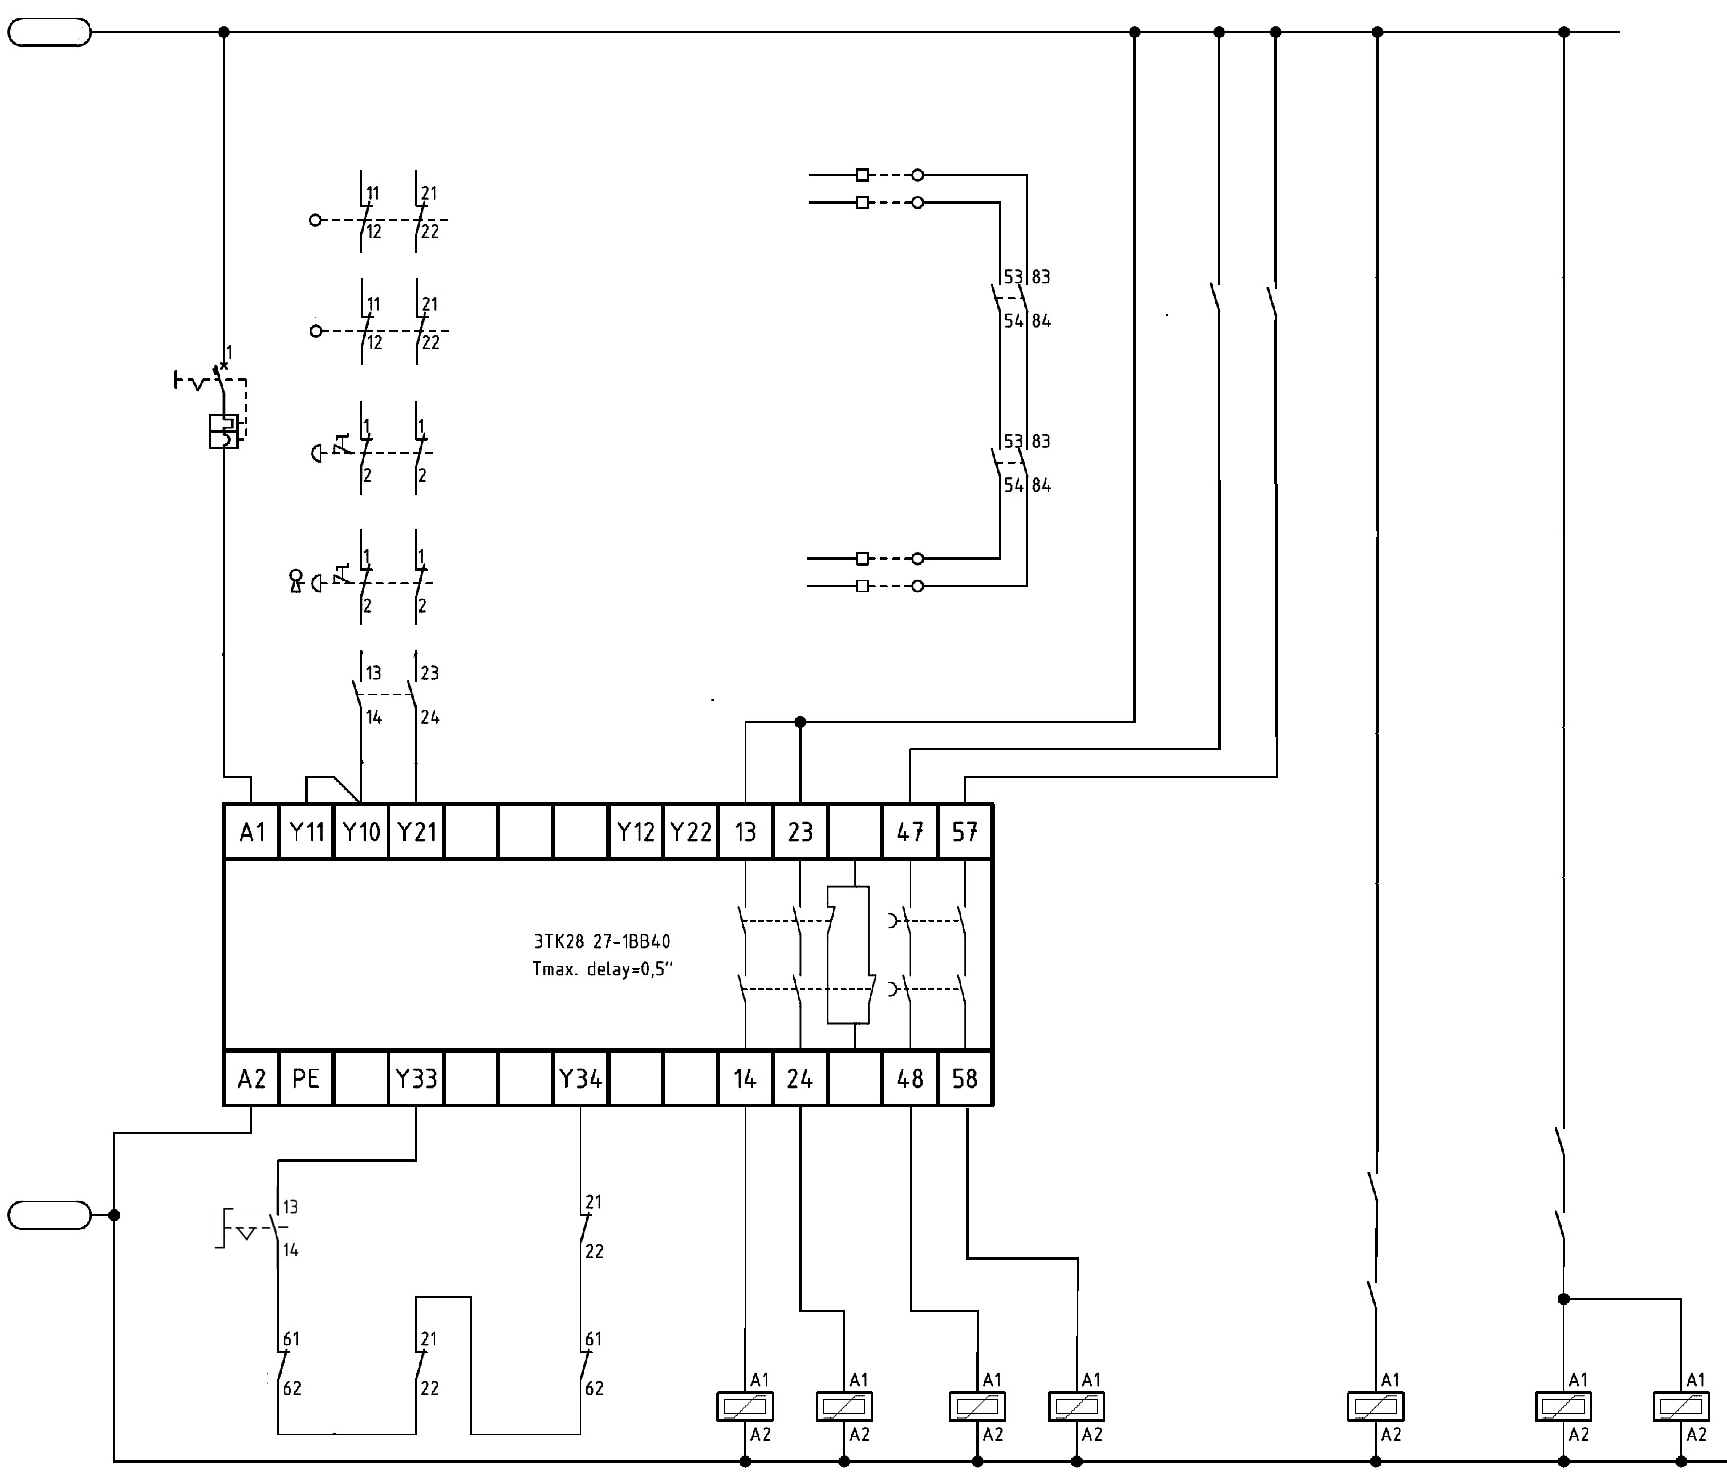 11 21
12 22
11 21
12 22
1
1 1
2 2
1 1
2 2
13 23
14 24
53 83
54 84
53 83
54 84
A1 Y11 Y10 Y21 Y12 Y22 13 23 47 57
3TK28 27-1BB40
Tmax. delay=0,5"
A2 PE Y33 Y34 14 24 48 58
13
14
21
22
61 21 61
62 22 62
A1 A1 A1 A1 A1 A1 A1
A2 A2 A2 A2 A2 A2 A2